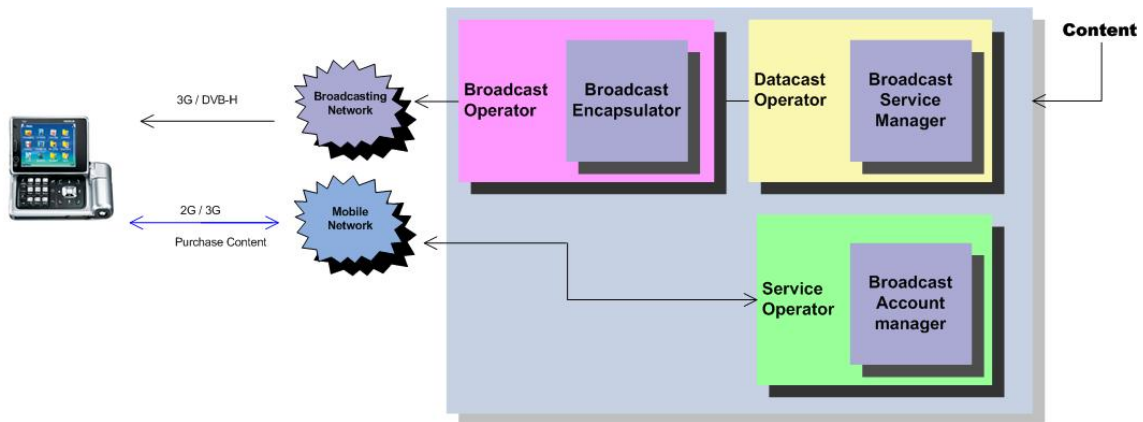 Content
Broadcast
Operator
Broadcast
Encapsulator
Datacast
Operator
Broadcast
Service
Manager
3G / DVB-H
Broadcasting
Network
2G / 3G
Purchase Content
Mobile
Network
Service
Operator
Broadcast
Account
manager